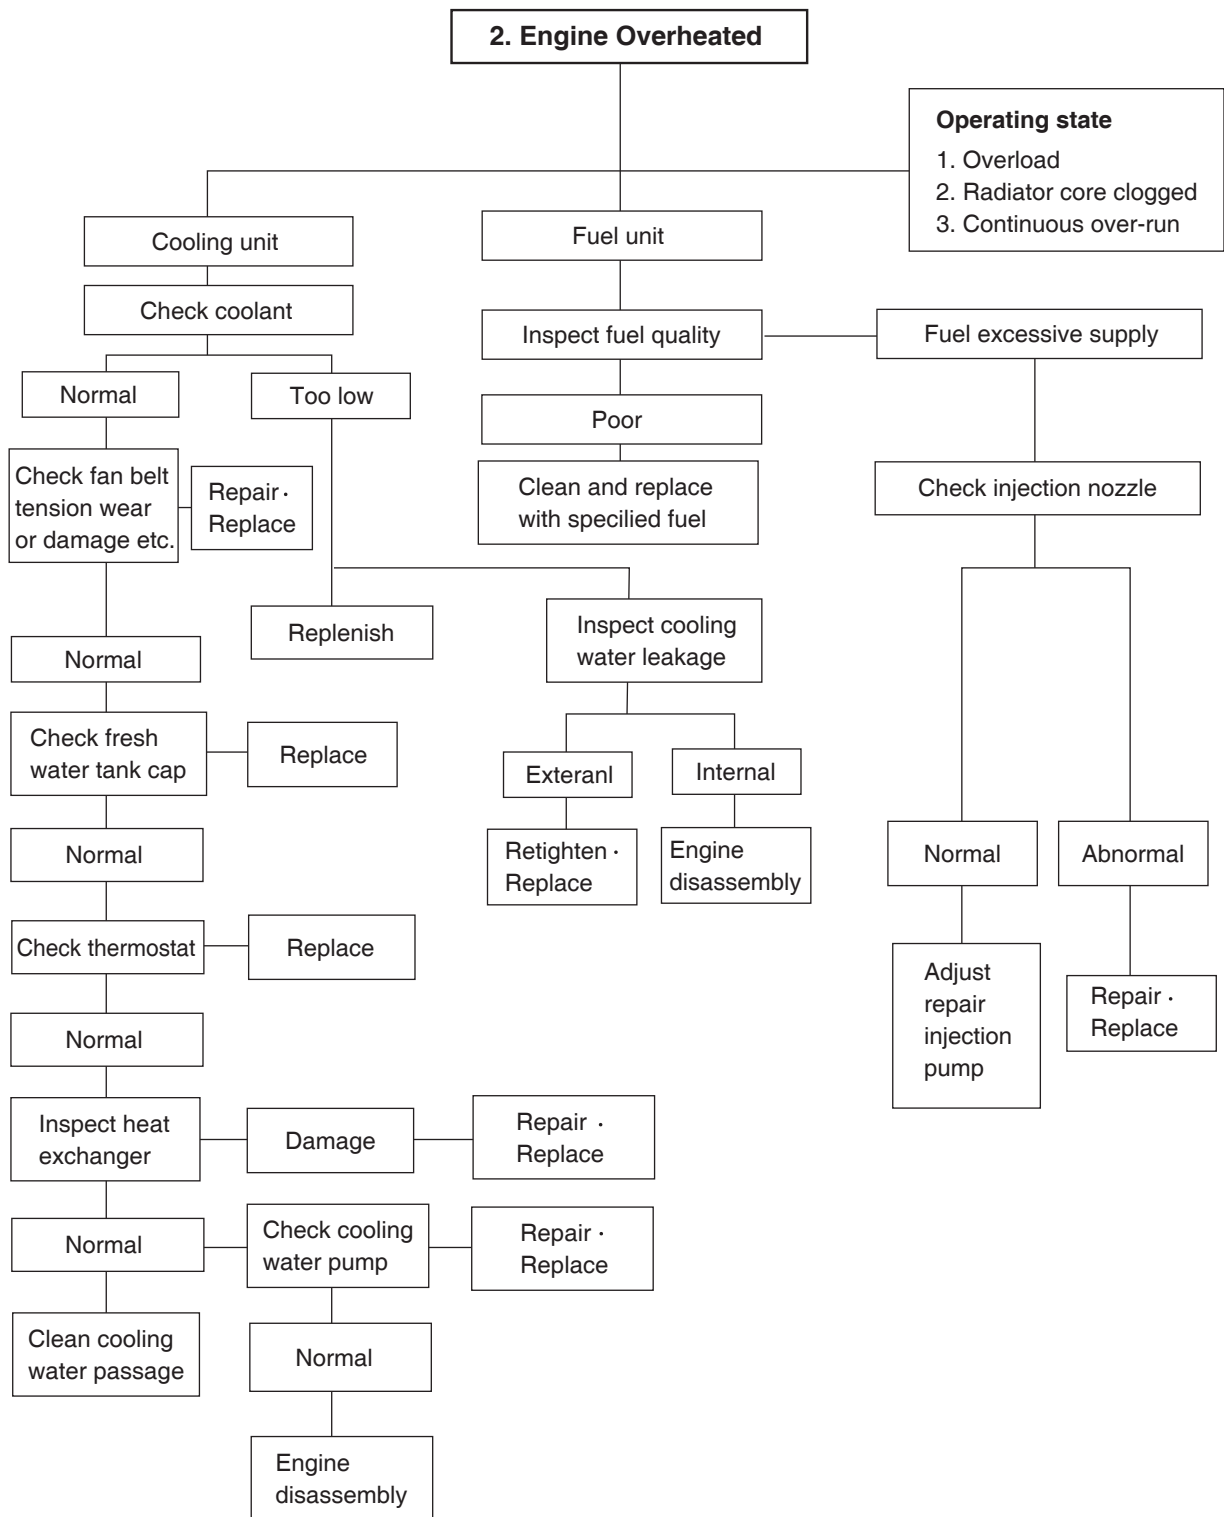 2. Engine Overheated
Operating state
1. Overload
2. Radiator core clogged
3. Continuous over-run
Cooling unit
Fuel unit
Check coolant
Inspect fuel quality
Fuel excessive supply
Normal
Too low
Poor
Check fan belt
tension wear
or damage etc.
Repair ·
Replace
Clean and replace
with specilied fuel
Check injection nozzle
Replenish
Inspect cooling
water leakage
Normal
Check fresh
water tank cap
Replace
Exteranl
Internal
Normal
Retighten ·
Replace
Engine
disassembly
Normal
Abnormal
Check thermostat
Replace
Adjust
repair
injection
pump
Repair ·
Replace
Normal
Inspect heat
exchanger
Damage
Repair ·
Replace
Normal
Check cooling
water pump
Repair ·
Replace
Clean cooling
water passage
Normal
Engine
disassembly